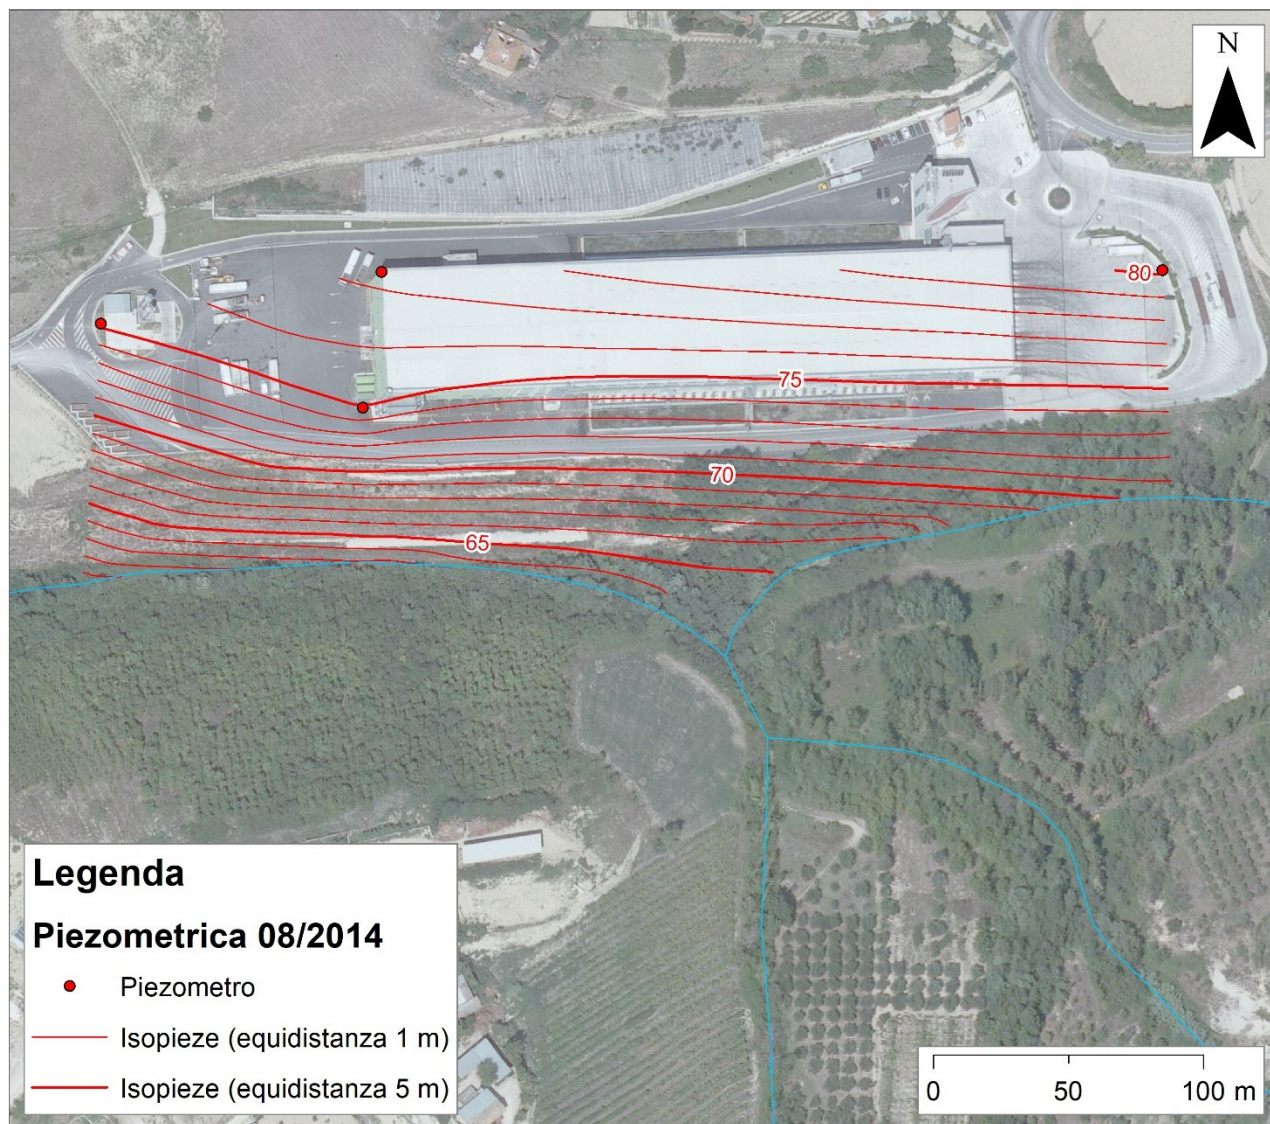 N
80
75
70
65
Legenda
Piezometrica 08/2014
Piezometro
Isopieze (equidistanza 1 m)
Isopieze (equidistanza 5 m)
0 50 100 m